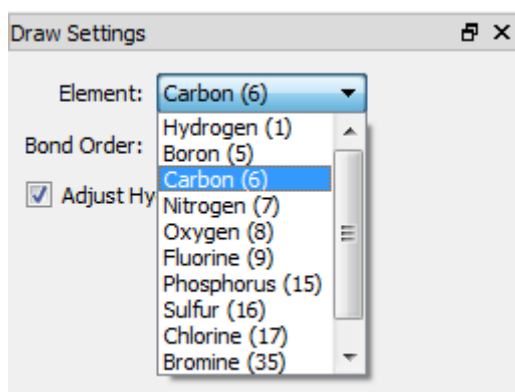 Draw Settings
Element: Carbon (6)
Hydrogen (1)
Bond Order: Boron (5)
Carbon (6)
Adjust Hy Nitrogen (7)
Oxygen (8)
Fluorine (9)
Phosphorus (15)
Sulfur (16)
Chlorine (17)
Bromine (35)